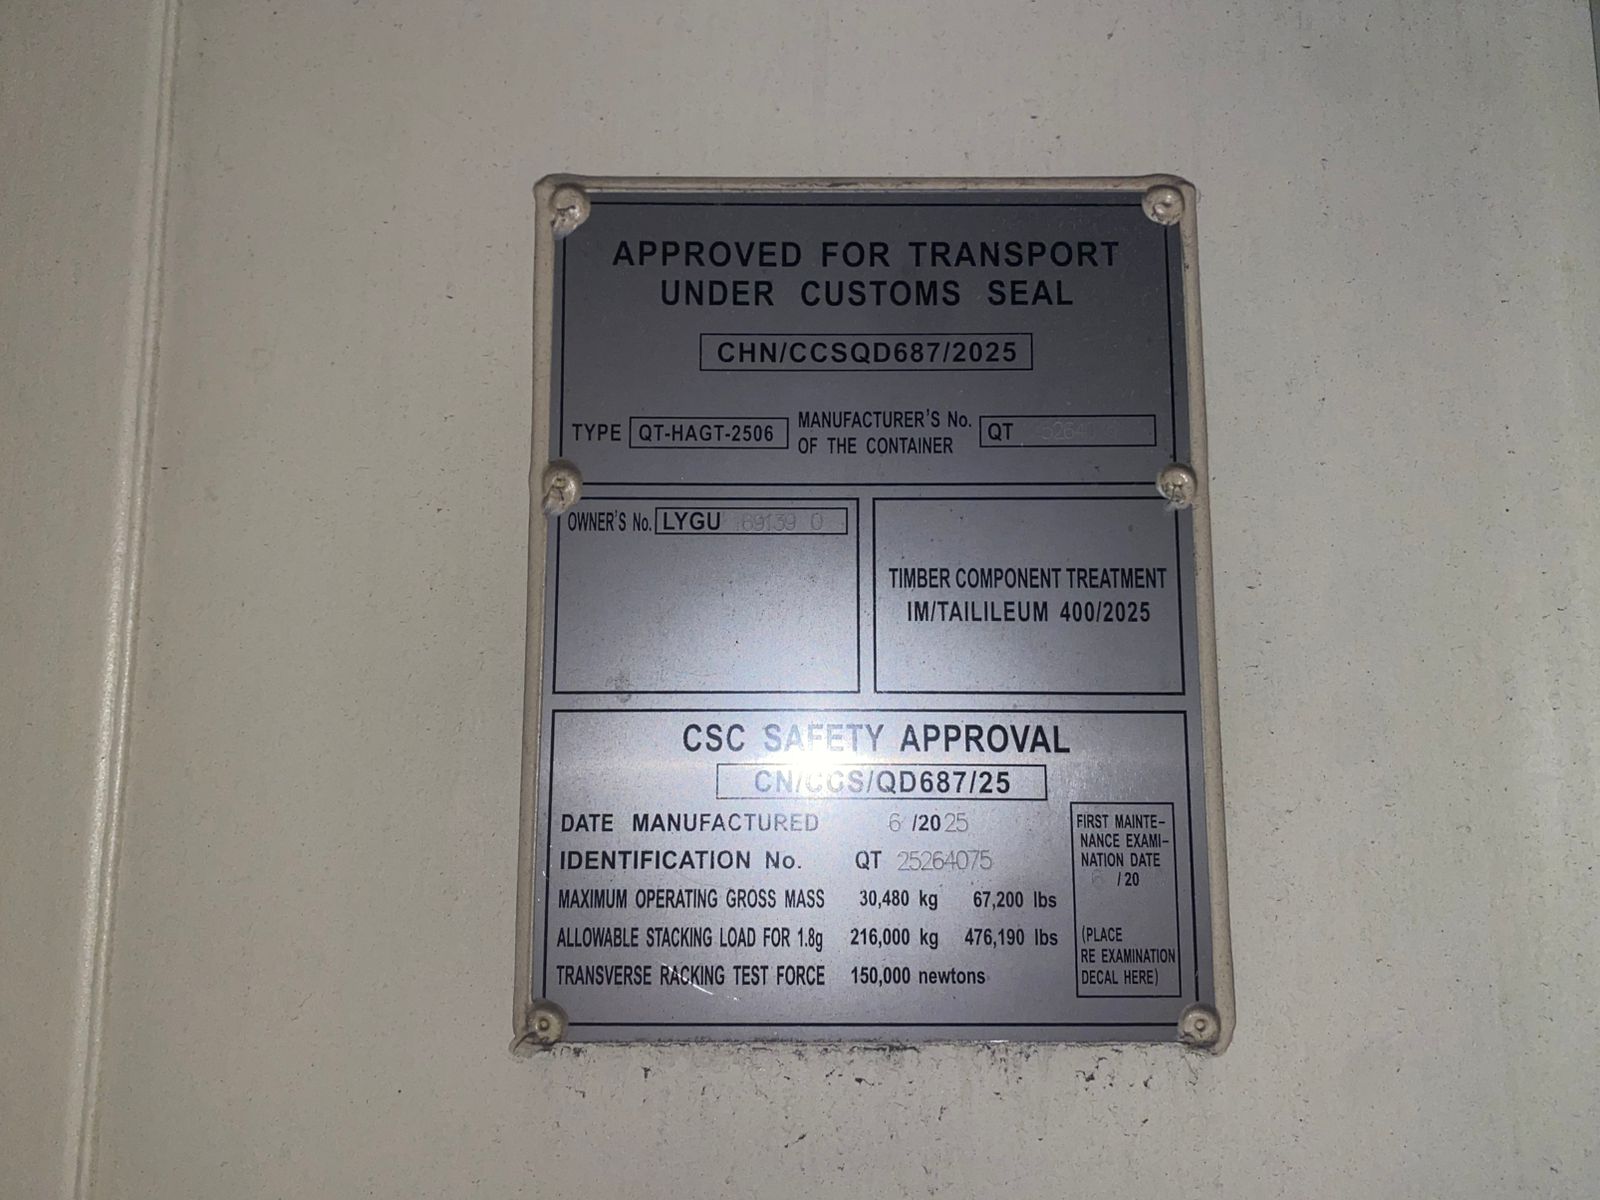 APPROVED FOR TRANSPORT
UNDER CUSTOMS SEAL
CHN/CCSQD687/2025
TYPE QT-HAGT-2506 MANUFACTURER'S No. OF THE CONTAINER QT
OWNER'S No. LYGU
TIMBER COMPONENT TREATMENT
IM/TAILILEUM 400/2025
CSC SAFETY APPROVAL
CN/CCS/QD687/25
DATE MANUFACTURED 6 /2025
IDENTIFICATION No. QT 25264075
MAXIMUM OPERATING GROSS MASS 30,480 kg 67,200 lbs
ALLOWABLE STACKING LOAD FOR 1.8g 216,000 kg 476,190 lbs
TRANSVERSE RACKING TEST FORCE 150,000 newtons
FIRST MAINTE-
NANCE EXAMI-
NATION DATE
/20
(PLACE
RE EXAMINATION
DECAL HERE)